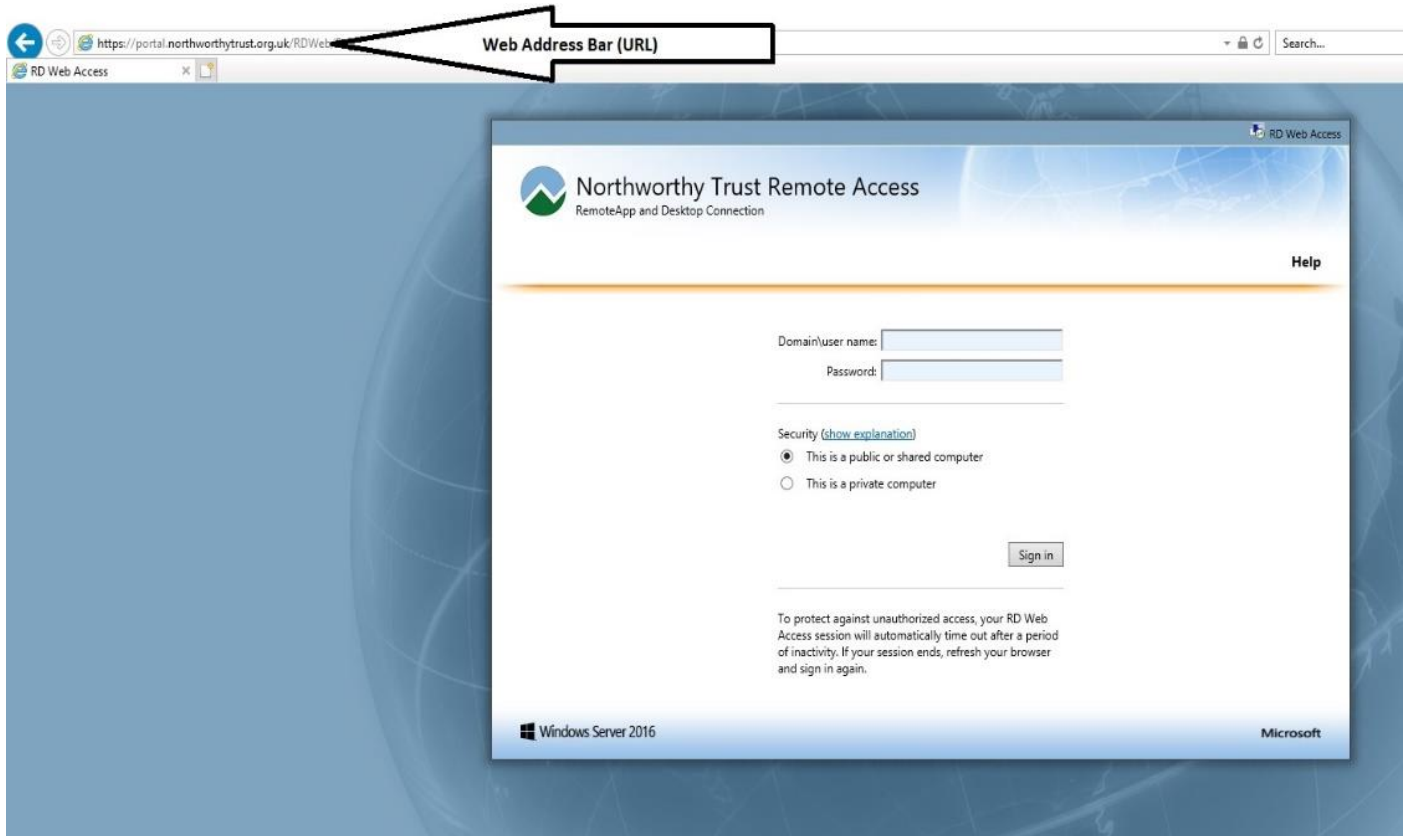 https://portal.northworthytrust.org.uk/RDWeb
Web Address Bar (URL)
Search...
RD Web Access
RD Web Access
Northworthy Trust Remote Access
RemoteApp and Desktop Connection
Help
Domain\user name:
Password:
Security (show explanation)
This is a public or shared computer
This is a private computer
Sign in
To protect against unauthorized access, your RD Web
Access session will automatically time out after a period
of inactivity. If your session ends, refresh your browser
and sign in again.
Windows Server 2016
Microsoft